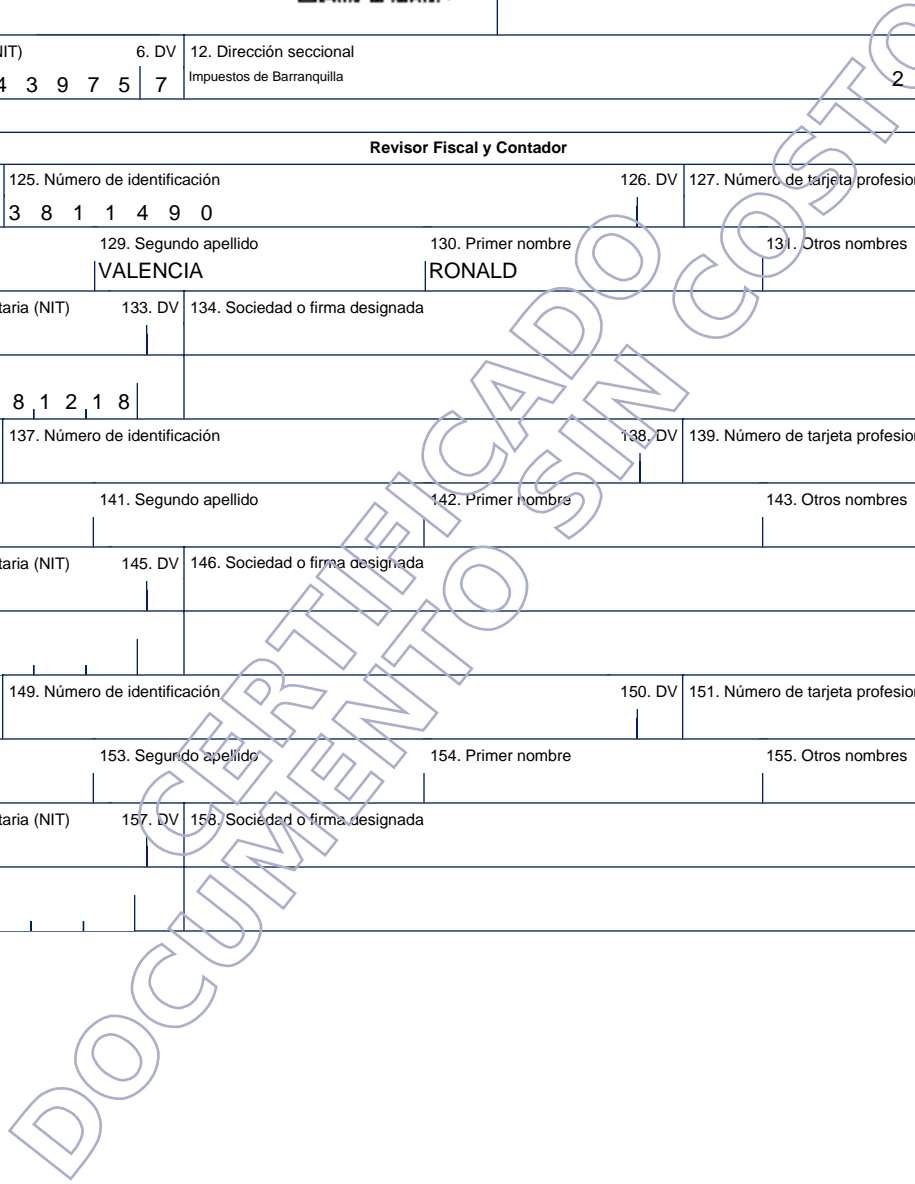 NIT) 6. DV 12. Dirección seccional
4 3 9 7 5 7 Impuestos de Barranquilla 2
Revisor Fiscal y Contador
125. Número de identificación 126. DV 127. Número de tarjeta profesion
3 8 1 1 4 9 0
129. Segundo apellido 130. Primer nombre 131. Otros nombres
VALENCIA RONALD
taria (NIT) 133. DV 134. Sociedad o firma designada
8 1 2 1 8
137. Número de identificación 138. DV 139. Número de tarjeta profesion
141. Segundo apellido 142. Primer nombre 143. Otros nombres
taria (NIT) 145. DV 146. Sociedad o firma designada
149. Número de identificación 150. DV 151. Número de tarjeta profesion
153. Segundo apellido 154. Primer nombre 155. Otros nombres
taria (NIT) 157. DV 158. Sociedad o firma designada
CERTIFICADO
DOCUMENTO SIN COSTO